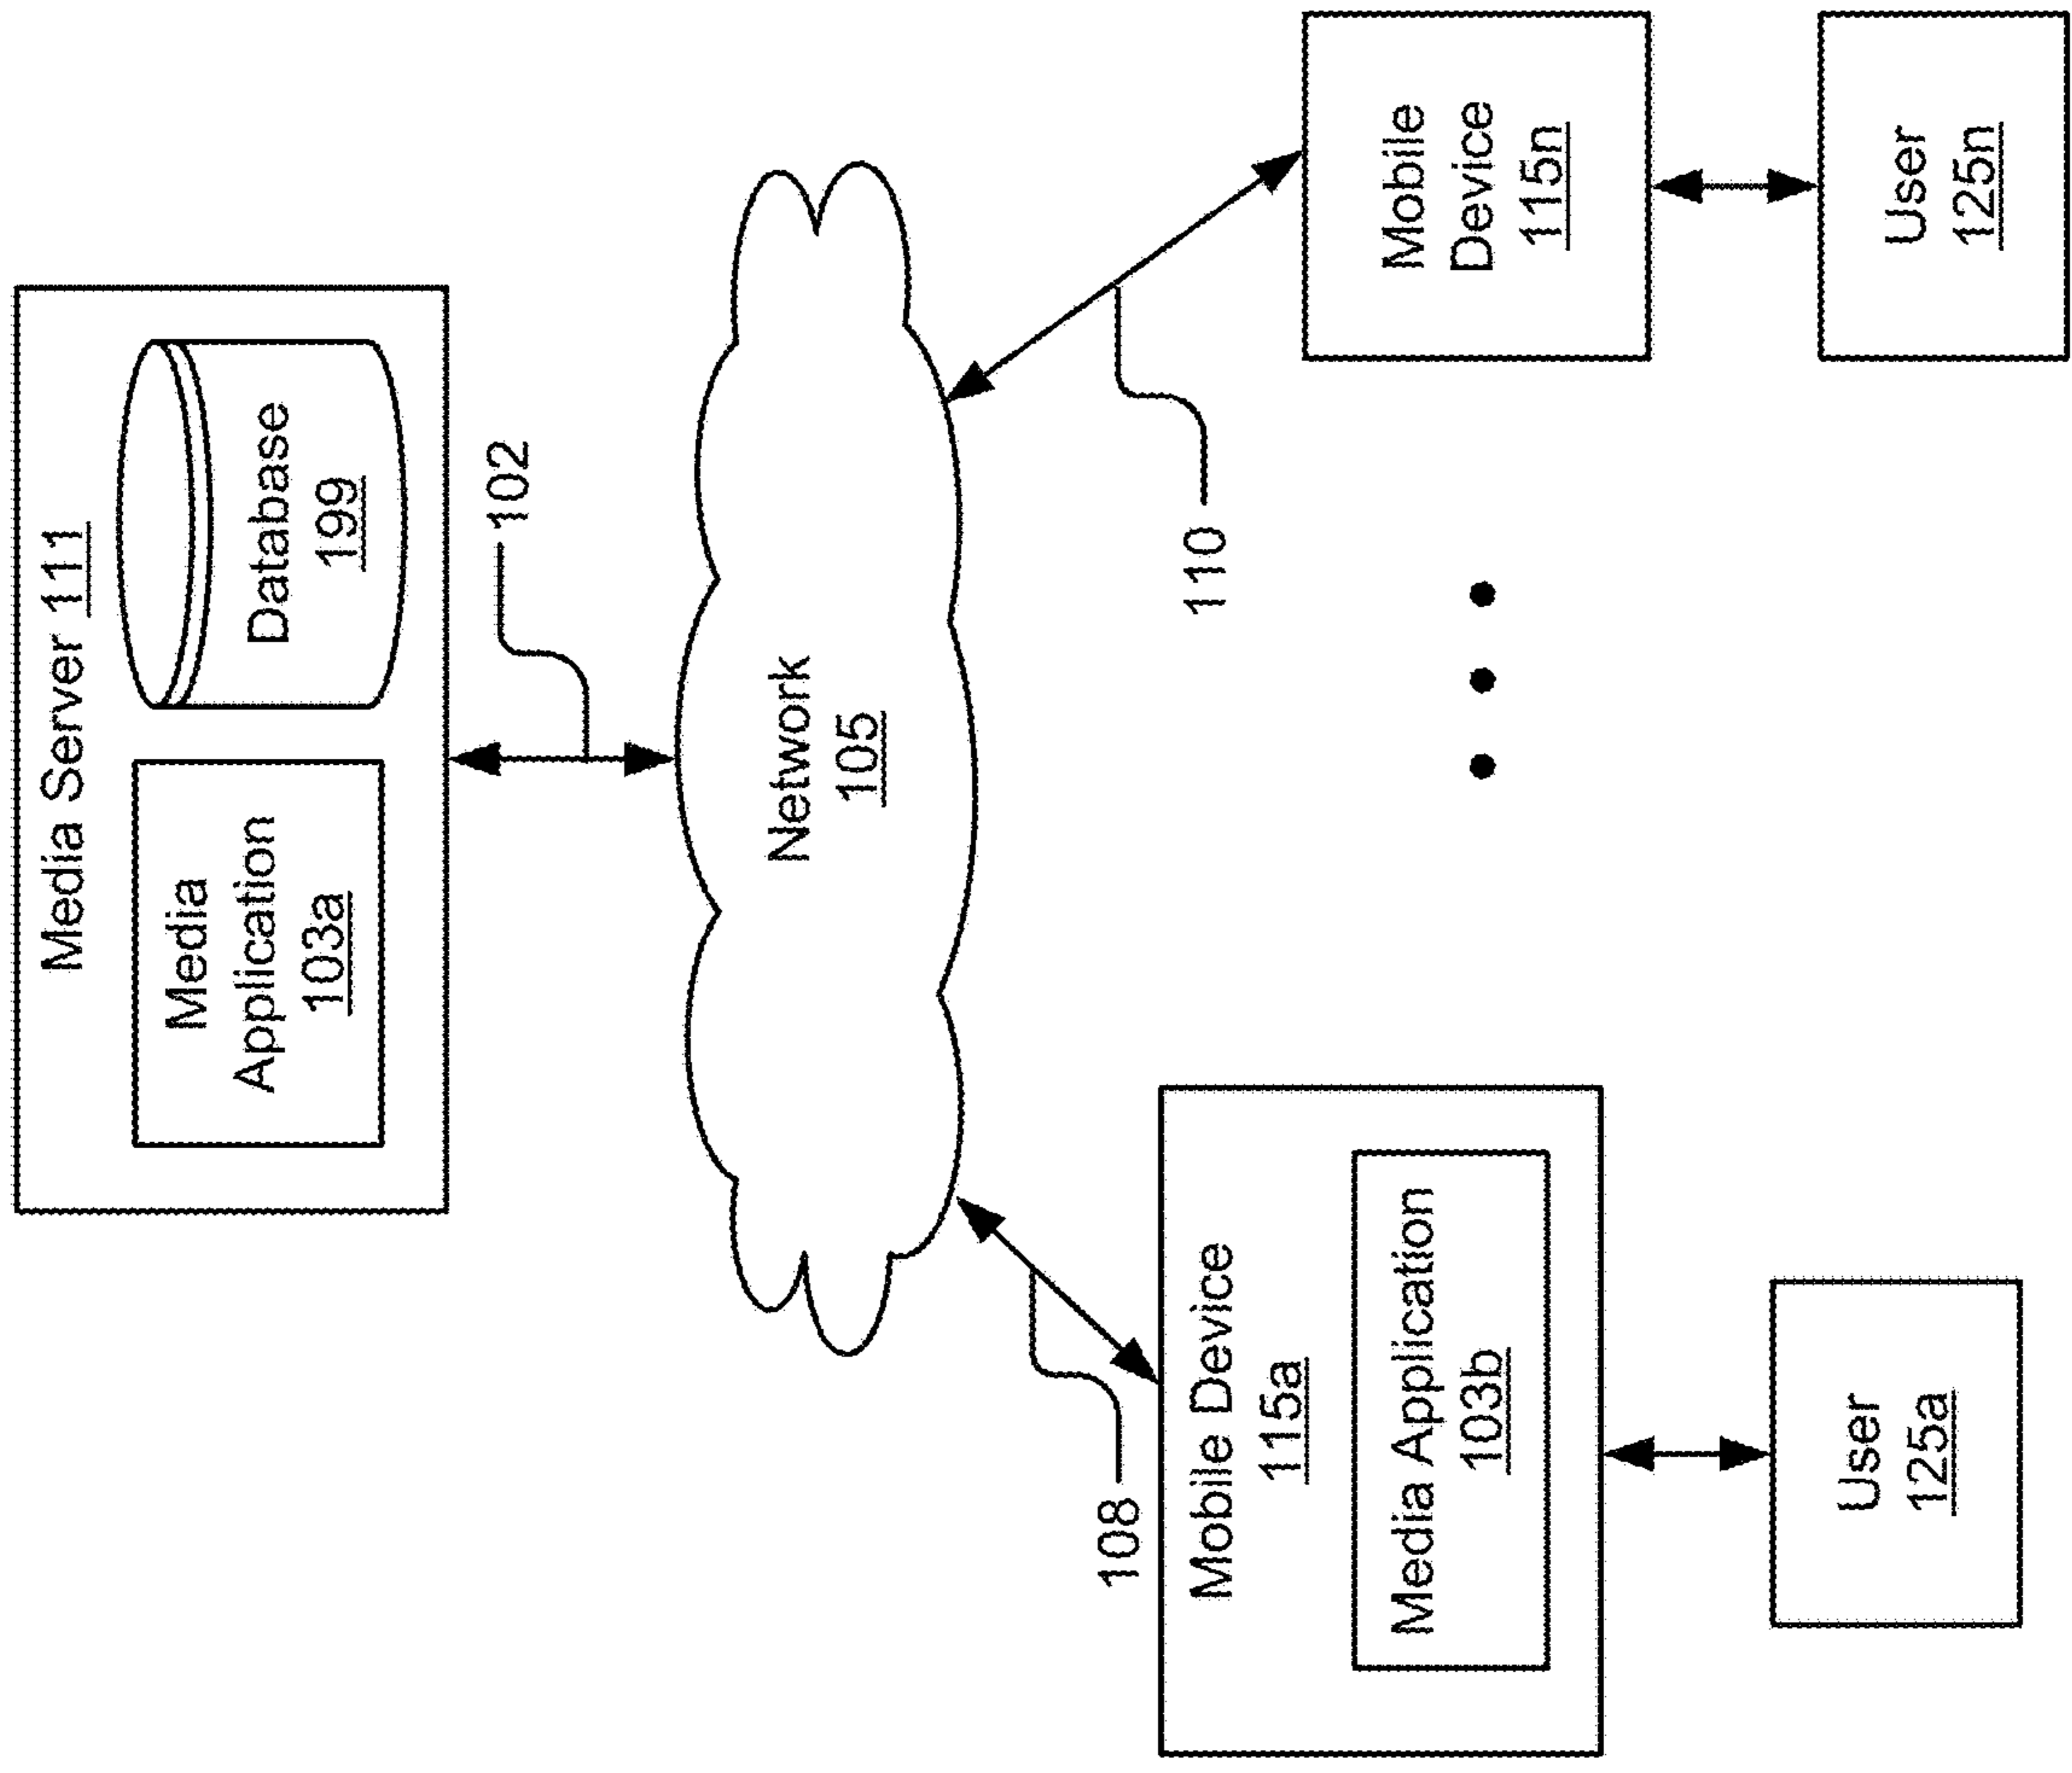 Media Server 111
Media
Application
103a
Database
199
102
Network
105
108
110
Mobile Device
115a
Media Application
103b
Mobile
Device
115n
User
125a
User
125n